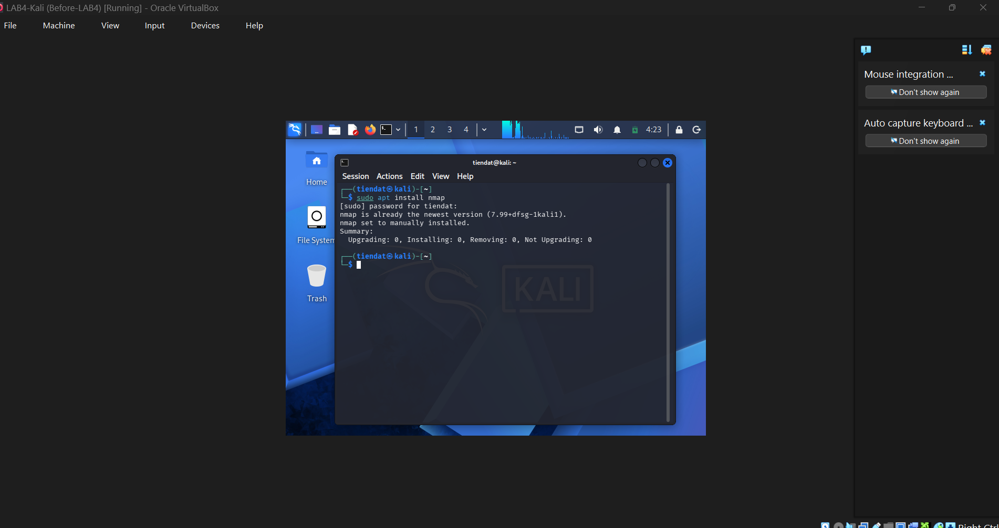 LAB4-Kali (Before-LAB4) [Running] - Oracle VirtualBox
File Machine View Input Devices Help
Mouse integration ...
Don't show again
Auto capture keyboard ...
Don't show again
1 2 3 4 4:23
Home
File System
Trash
tiendat@kali: ~
Session Actions Edit View Help
┌──(tiendat㉿kali)-[~]
└─$ sudo apt install nmap
[sudo] password for tiendat:
nmap is already the newest version (7.99+dfsg-1kali1).
nmap set to manually installed.
Summary:
  Upgrading: 0, Installing: 0, Removing: 0, Not Upgrading: 0
┌──(tiendat㉿kali)-[~]
└─$
KALI
Right Ctrl